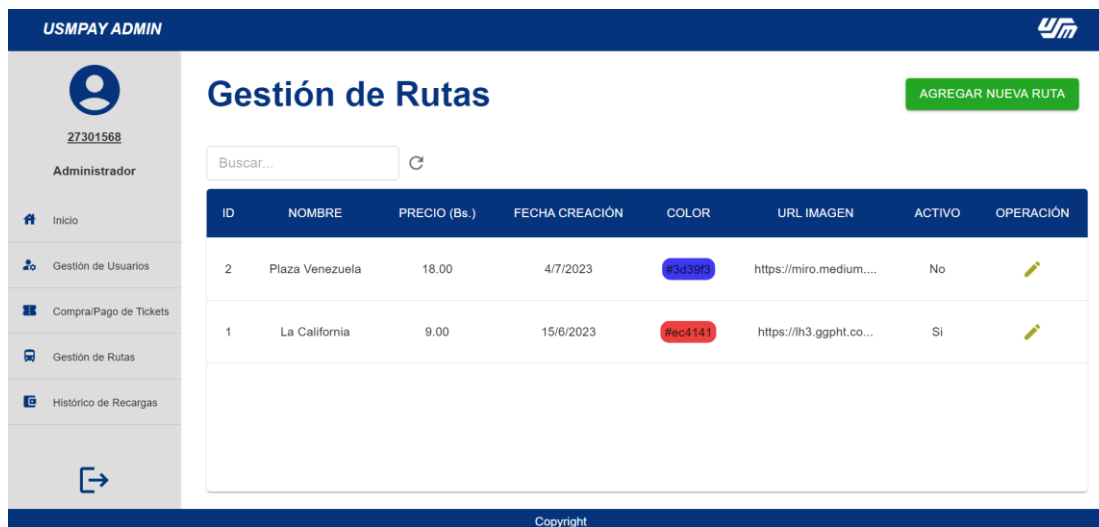 USMPAY ADMIN
27301568
Administrador
Inicio
Gestión de Usuarios
Compra/Pago de Tickets
Gestión de Rutas
Histórico de Recargas
Gestión de Rutas
AGREGAR NUEVA RUTA
Buscar...
ID NOMBRE PRECIO (Bs.) FECHA CREACIÓN COLOR URL IMAGEN ACTIVO OPERACIÓN
2 Plaza Venezuela 18.00 4/7/2023 #3d39f3 https://miro.medium.... No
1 La California 9.00 15/6/2023 #ec4141 https://lh3.ggpht.co... Si
Copyright